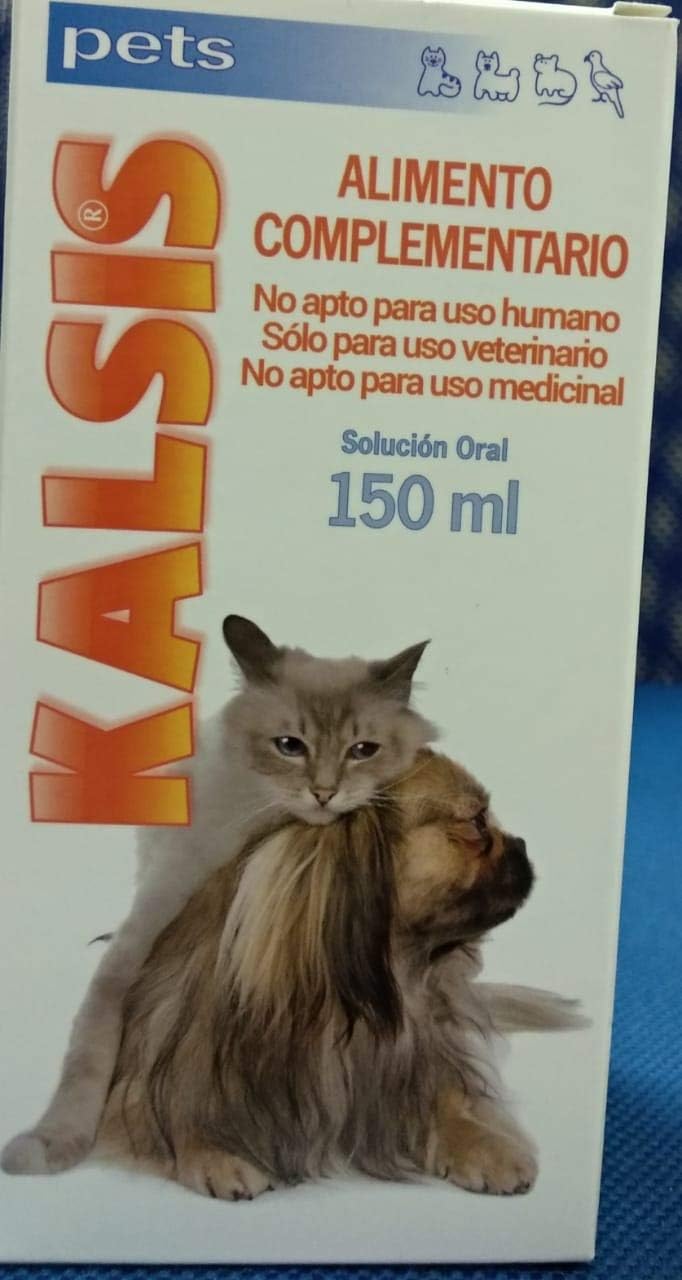 pets
KALSIS®
ALIMENTO
COMPLEMENTARIO
No apto para uso humano
Sólo para uso veterinario
No apto para uso medicinal
Solución Oral
150 ml